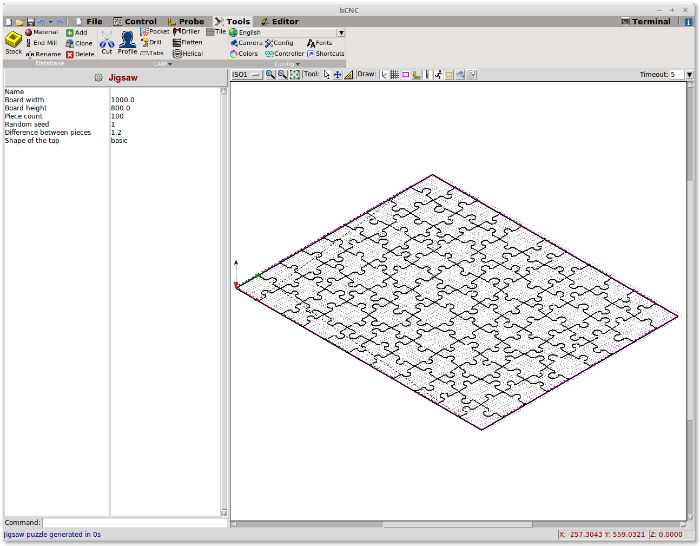 bCNC
File Control Probe Tools Editor Terminal
Material Add Pocket Driller Tile English
Stock End Mill Clone Cut Profile Drill Flatten Camera Config Fonts
Rename Delete Tabs Helical Colors Controller Shortcuts
Database CAM Config
Jigsaw
ISO1 Tool: Draw: Timeout: 5
Name
Board width 1000.0
Board height 800.0
Piece count 100
Random seed 1
Difference between pieces 1.2
Shape of the tap basic
Command:
Jigsaw puzzle generated in 0s
X: -257.3043 Y: 559.0321 Z: 0.0000